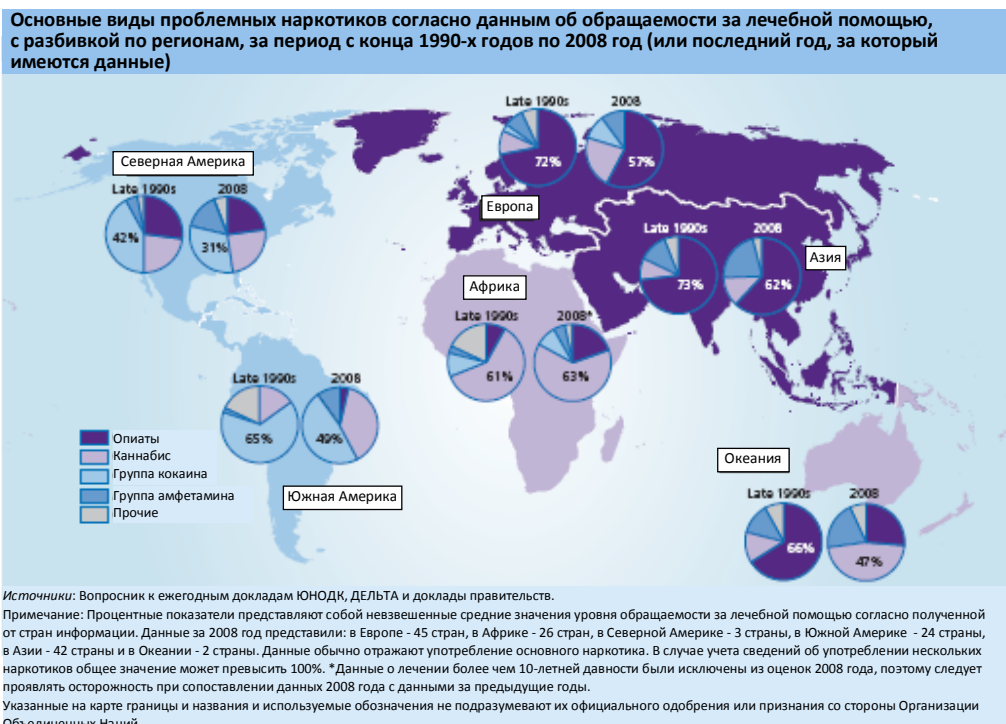 Основные виды проблемных наркотиков согласно данным об обращаемости за лечебной помощью,
с разбивкой по регионам, за период с конца 1990-х годов по 2008 год (или последний год, за который
имеются данные)
Late 1990s
2008
72%
57%
Северная Америка
Late 1990s
2008
42%
31%
Европа
Late 1990s
2008
73%
62%
Азия
Африка
Late 1990s
2008*
61%
63%
Late 1990s
2008
65%
49%
Южная Америка
Опиаты
Каннабис
Группа кокаина
Группа амфетамина
Прочие
Океания
Late 1990s
2008
66%
47%
Источники: Вопросник к ежегодным докладам ЮНОДК, ДЕЛЬТА и доклады правительств.
Примечание: Процентные показатели представляют собой невзвешенные средние значения уровня обращаемости за лечебной помощью согласно полученной
от стран информации. Данные за 2008 год представили: в Европе - 45 стран, в Африке - 26 стран, в Северной Америке - 3 страны, в Южной Америке - 24 страны,
в Азии - 42 страны и в Океании - 2 страны. Данные обычно отражают употребление основного наркотика. В случае учета сведений об употреблении нескольких
наркотиков общее значение может превысить 100%. *Данные о лечении более чем 10-летней давности были исключены из оценок 2008 года, поэтому следует
проявлять осторожность при сопоставлении данных 2008 года с данными за предыдущие годы.
Указанные на карте границы и названия и используемые обозначения не подразумевают их официального одобрения или признания со стороны Организации
Объединенных Наций